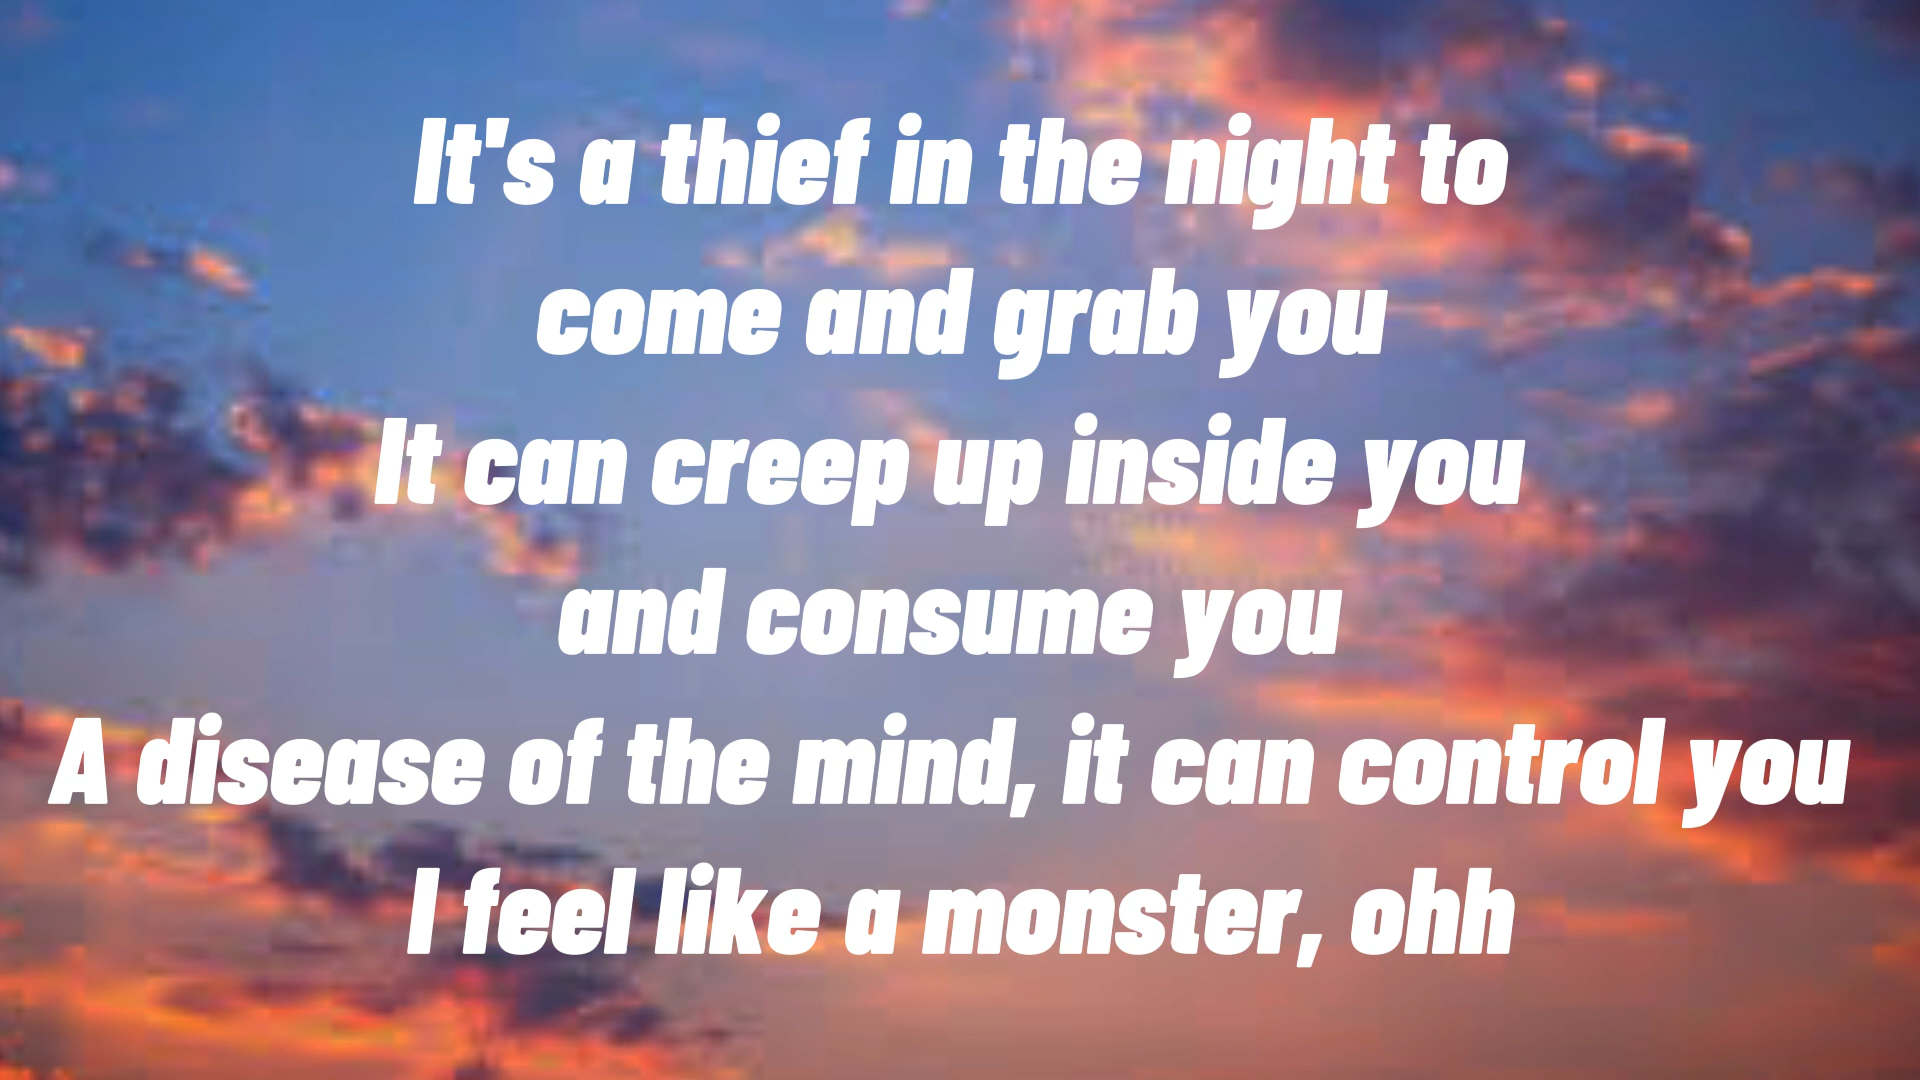 It's a thief in the night to
come and grab you
It can creep up inside you
and consume you
A disease of the mind, it can control you
I feel like a monster, ohh